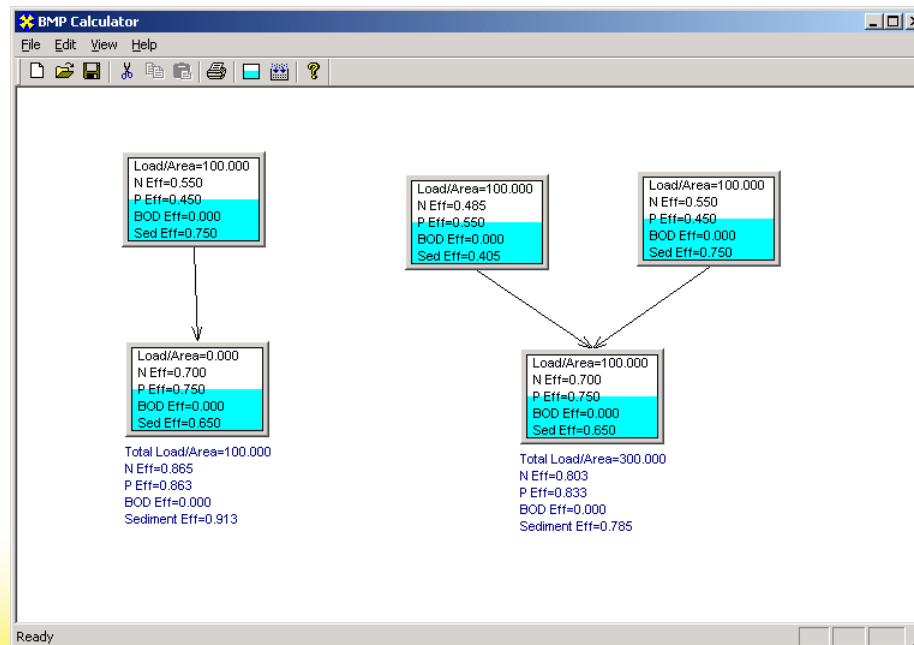 BMP Calculator
File Edit View Help
Load/Area=100.000
N Eff=0.550
P Eff=0.450
BOD Eff=0.000
Sed Eff=0.750
Load/Area=100.000
N Eff=0.485
P Eff=0.550
BOD Eff=0.000
Sed Eff=0.405
Load/Area=100.000
N Eff=0.550
P Eff=0.450
BOD Eff=0.000
Sed Eff=0.750
Load/Area=0.000
N Eff=0.700
P Eff=0.750
BOD Eff=0.000
Sed Eff=0.650
Total Load/Area=100.000
N Eff=0.865
P Eff=0.863
BOD Eff=0.000
Sediment Eff=0.913
Load/Area=100.000
N Eff=0.700
P Eff=0.750
BOD Eff=0.000
Sed Eff=0.650
Total Load/Area=300.000
N Eff=0.803
P Eff=0.833
BOD Eff=0.000
Sediment Eff=0.785
Ready